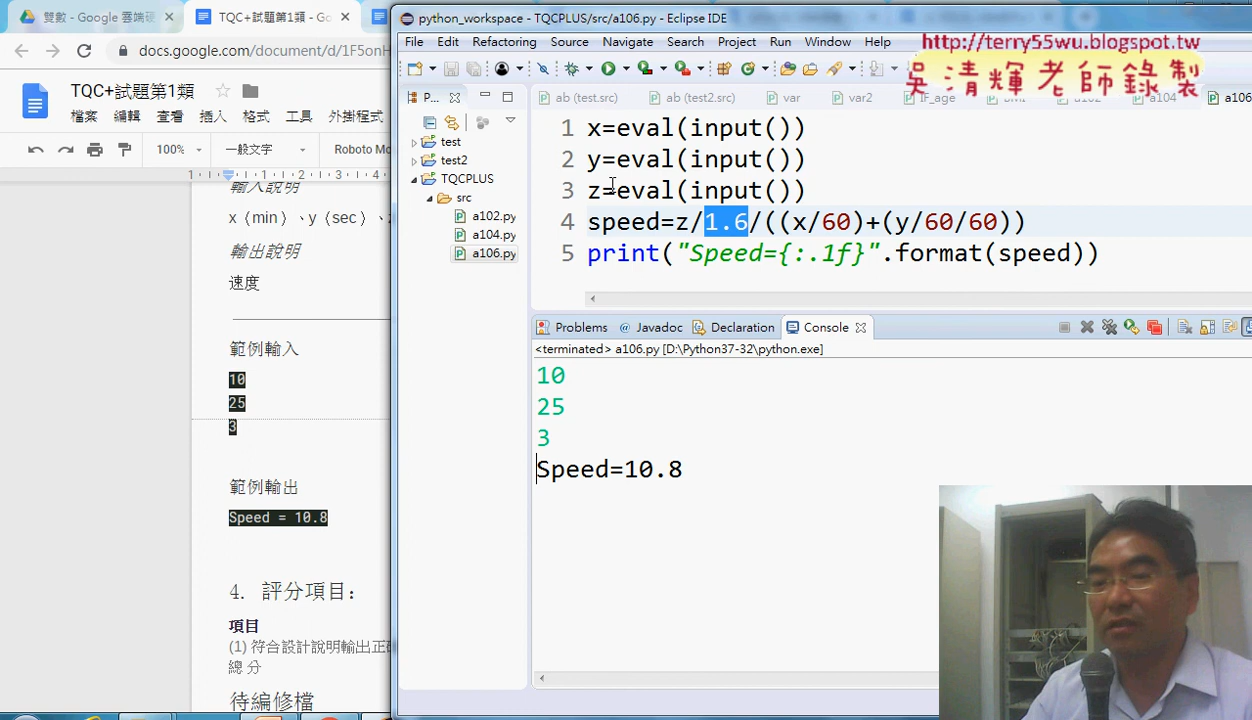 雙數 - Google 雲端硬
TQC+試題第1類 - Go
python_workspace - TQCPLUS/src/a106.py - Eclipse IDE
docs.google.com/document/d/1F5onH
File Edit Refactoring Source Navigate Search Project Run Window Help
http://terry55wu.blogspot.tw
吳清輝老師錄製
TQC+試題第1類
檔案 編輯 查看 插入 格式 工具 外掛程式
100% 一般文字 Roboto Mo
P... ab (test.src) ab (test2.src) var var2 IF_age a104 a106
test
test2
TQCPLUS
src
a102.py
a104.py
a106.py
1 x=eval(input())
2 y=eval(input())
3 z=eval(input())
4 speed=z/1.6/((x/60)+(y/60/60))
5 print("Speed={:.1f}".format(speed))
Problems Javadoc Declaration Console
<terminated> a106.py [D:\Python37-32\python.exe]
10
25
3
Speed=10.8
輸入說明
x（min）、y（sec）、
輸出說明
速度
範例輸入
10
25
3
範例輸出
Speed = 10.8
4. 評分項目：
項目
(1) 符合設計說明輸出正確
總 分
待編修檔